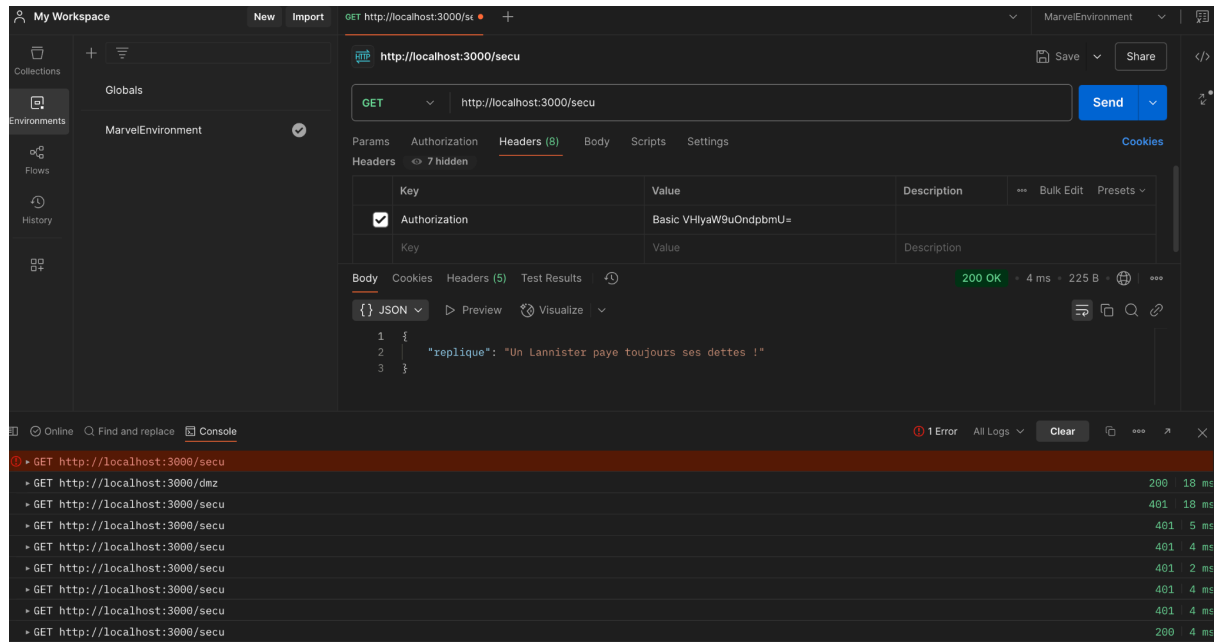 My Workspace New Import GET http://localhost:3000/se MarvelEnvironment
Collections
Environments
Flows
History
Globals
MarvelEnvironment
HTTP http://localhost:3000/secu Save Share
GET http://localhost:3000/secu Send
Params Authorization Headers (8) Body Scripts Settings Cookies
Headers 7 hidden
Key Value Description Bulk Edit Presets
Authorization Basic VHlyaW9uOndpbmU=
Key Value Description
Body Cookies Headers (5) Test Results 200 OK 4 ms 225 B
{} JSON Preview Visualize
1 {
2 "replique": "Un Lannister paye toujours ses dettes !"
3 }
Online Find and replace Console 1 Error All Logs Clear
GET http://localhost:3000/secu
GET http://localhost:3000/dmz 200 18 ms
GET http://localhost:3000/secu 401 18 ms
GET http://localhost:3000/secu 401 5 ms
GET http://localhost:3000/secu 401 4 ms
GET http://localhost:3000/secu 401 2 ms
GET http://localhost:3000/secu 401 4 ms
GET http://localhost:3000/secu 401 4 ms
GET http://localhost:3000/secu 200 4 ms